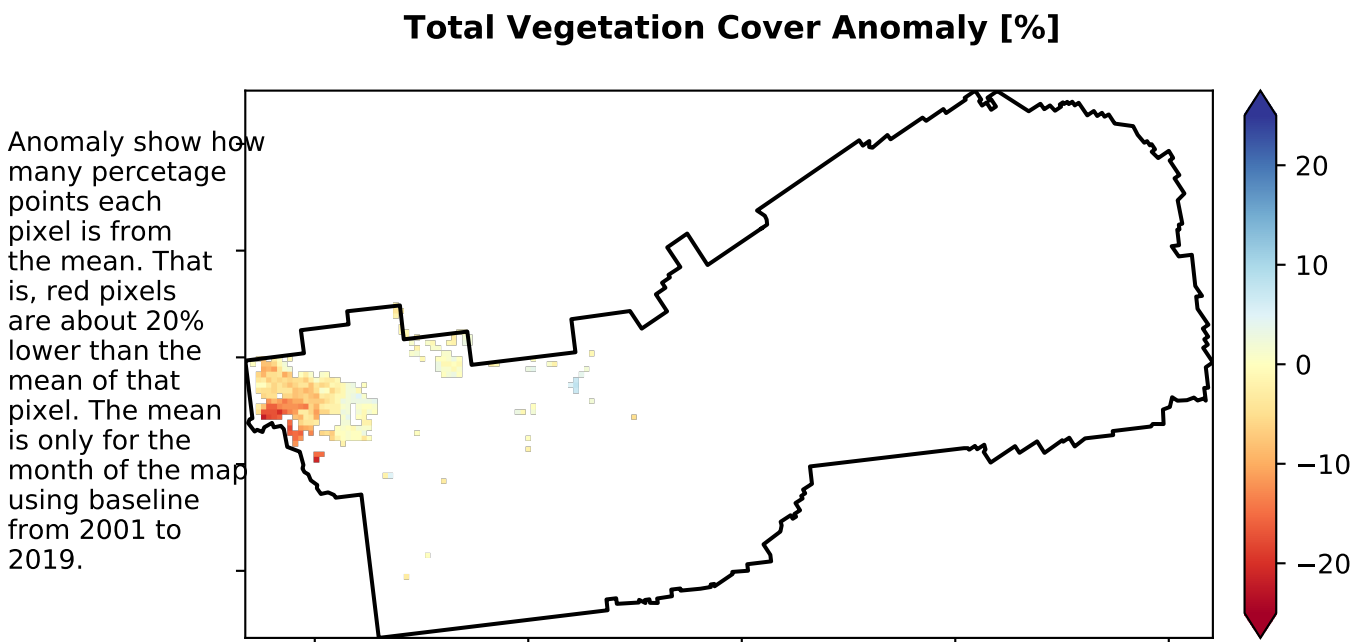 Total Vegetation Cover Anomaly [%]
Anomaly show how
many percetage
points each
pixel is from
the mean. That
is, red pixels
are about 20%
lower than the
mean of that
pixel. The mean
is only for the
month of the map
using baseline
from 2001 to
2019.
20
10
0
−10
−20